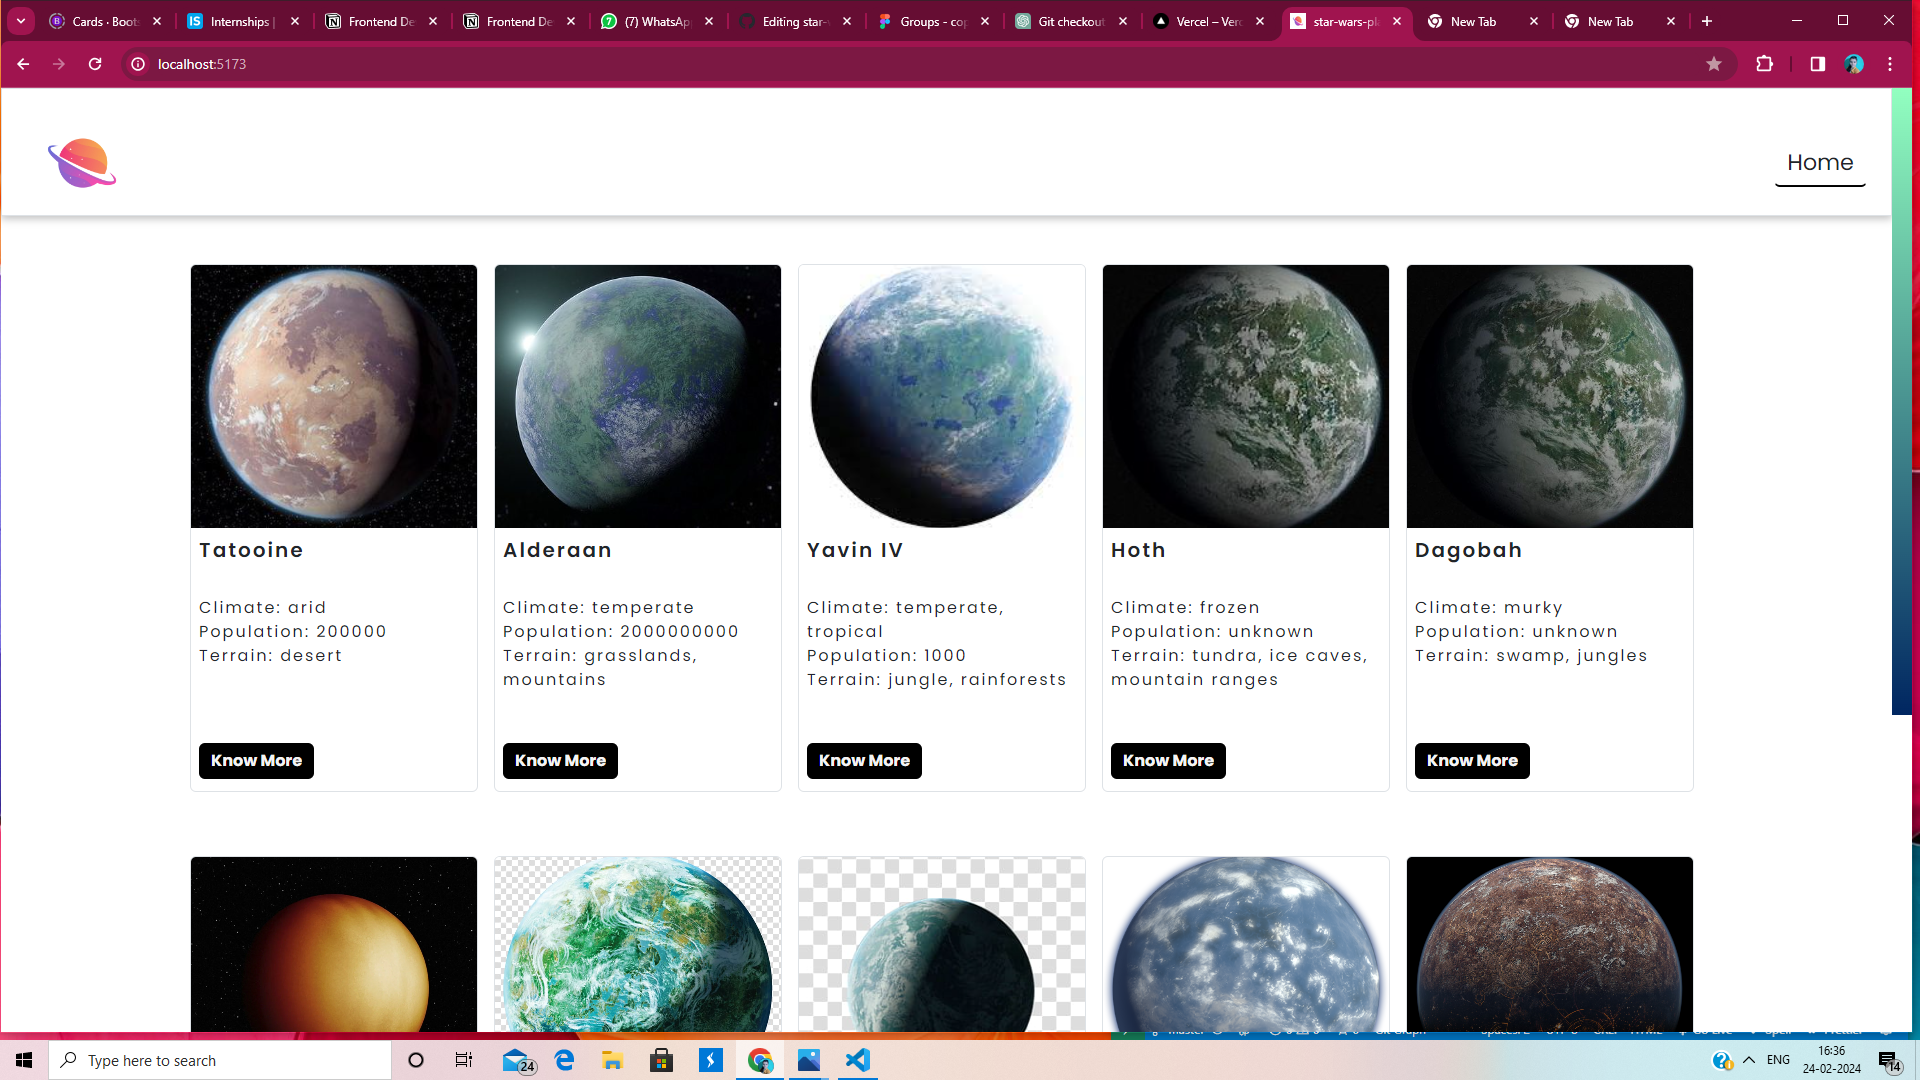 Cards · Boots
Internships |
Frontend De
Frontend De
(7) WhatsAp
Editing star-v
Groups - cop
Git checkout
Vercel – Verc
star-wars-pla
New Tab
New Tab
localhost:5173
Home
Tatooine
Climate: arid
Population: 200000
Terrain: desert
Know More
Alderaan
Climate: temperate
Population: 2000000000
Terrain: grasslands,
mountains
Know More
Yavin IV
Climate: temperate,
tropical
Population: 1000
Terrain: jungle, rainforests
Know More
Hoth
Climate: frozen
Population: unknown
Terrain: tundra, ice caves,
mountain ranges
Know More
Dagobah
Climate: murky
Population: unknown
Terrain: swamp, jungles
Know More
Type here to search
24
ENG
16:36
24-02-2024
14